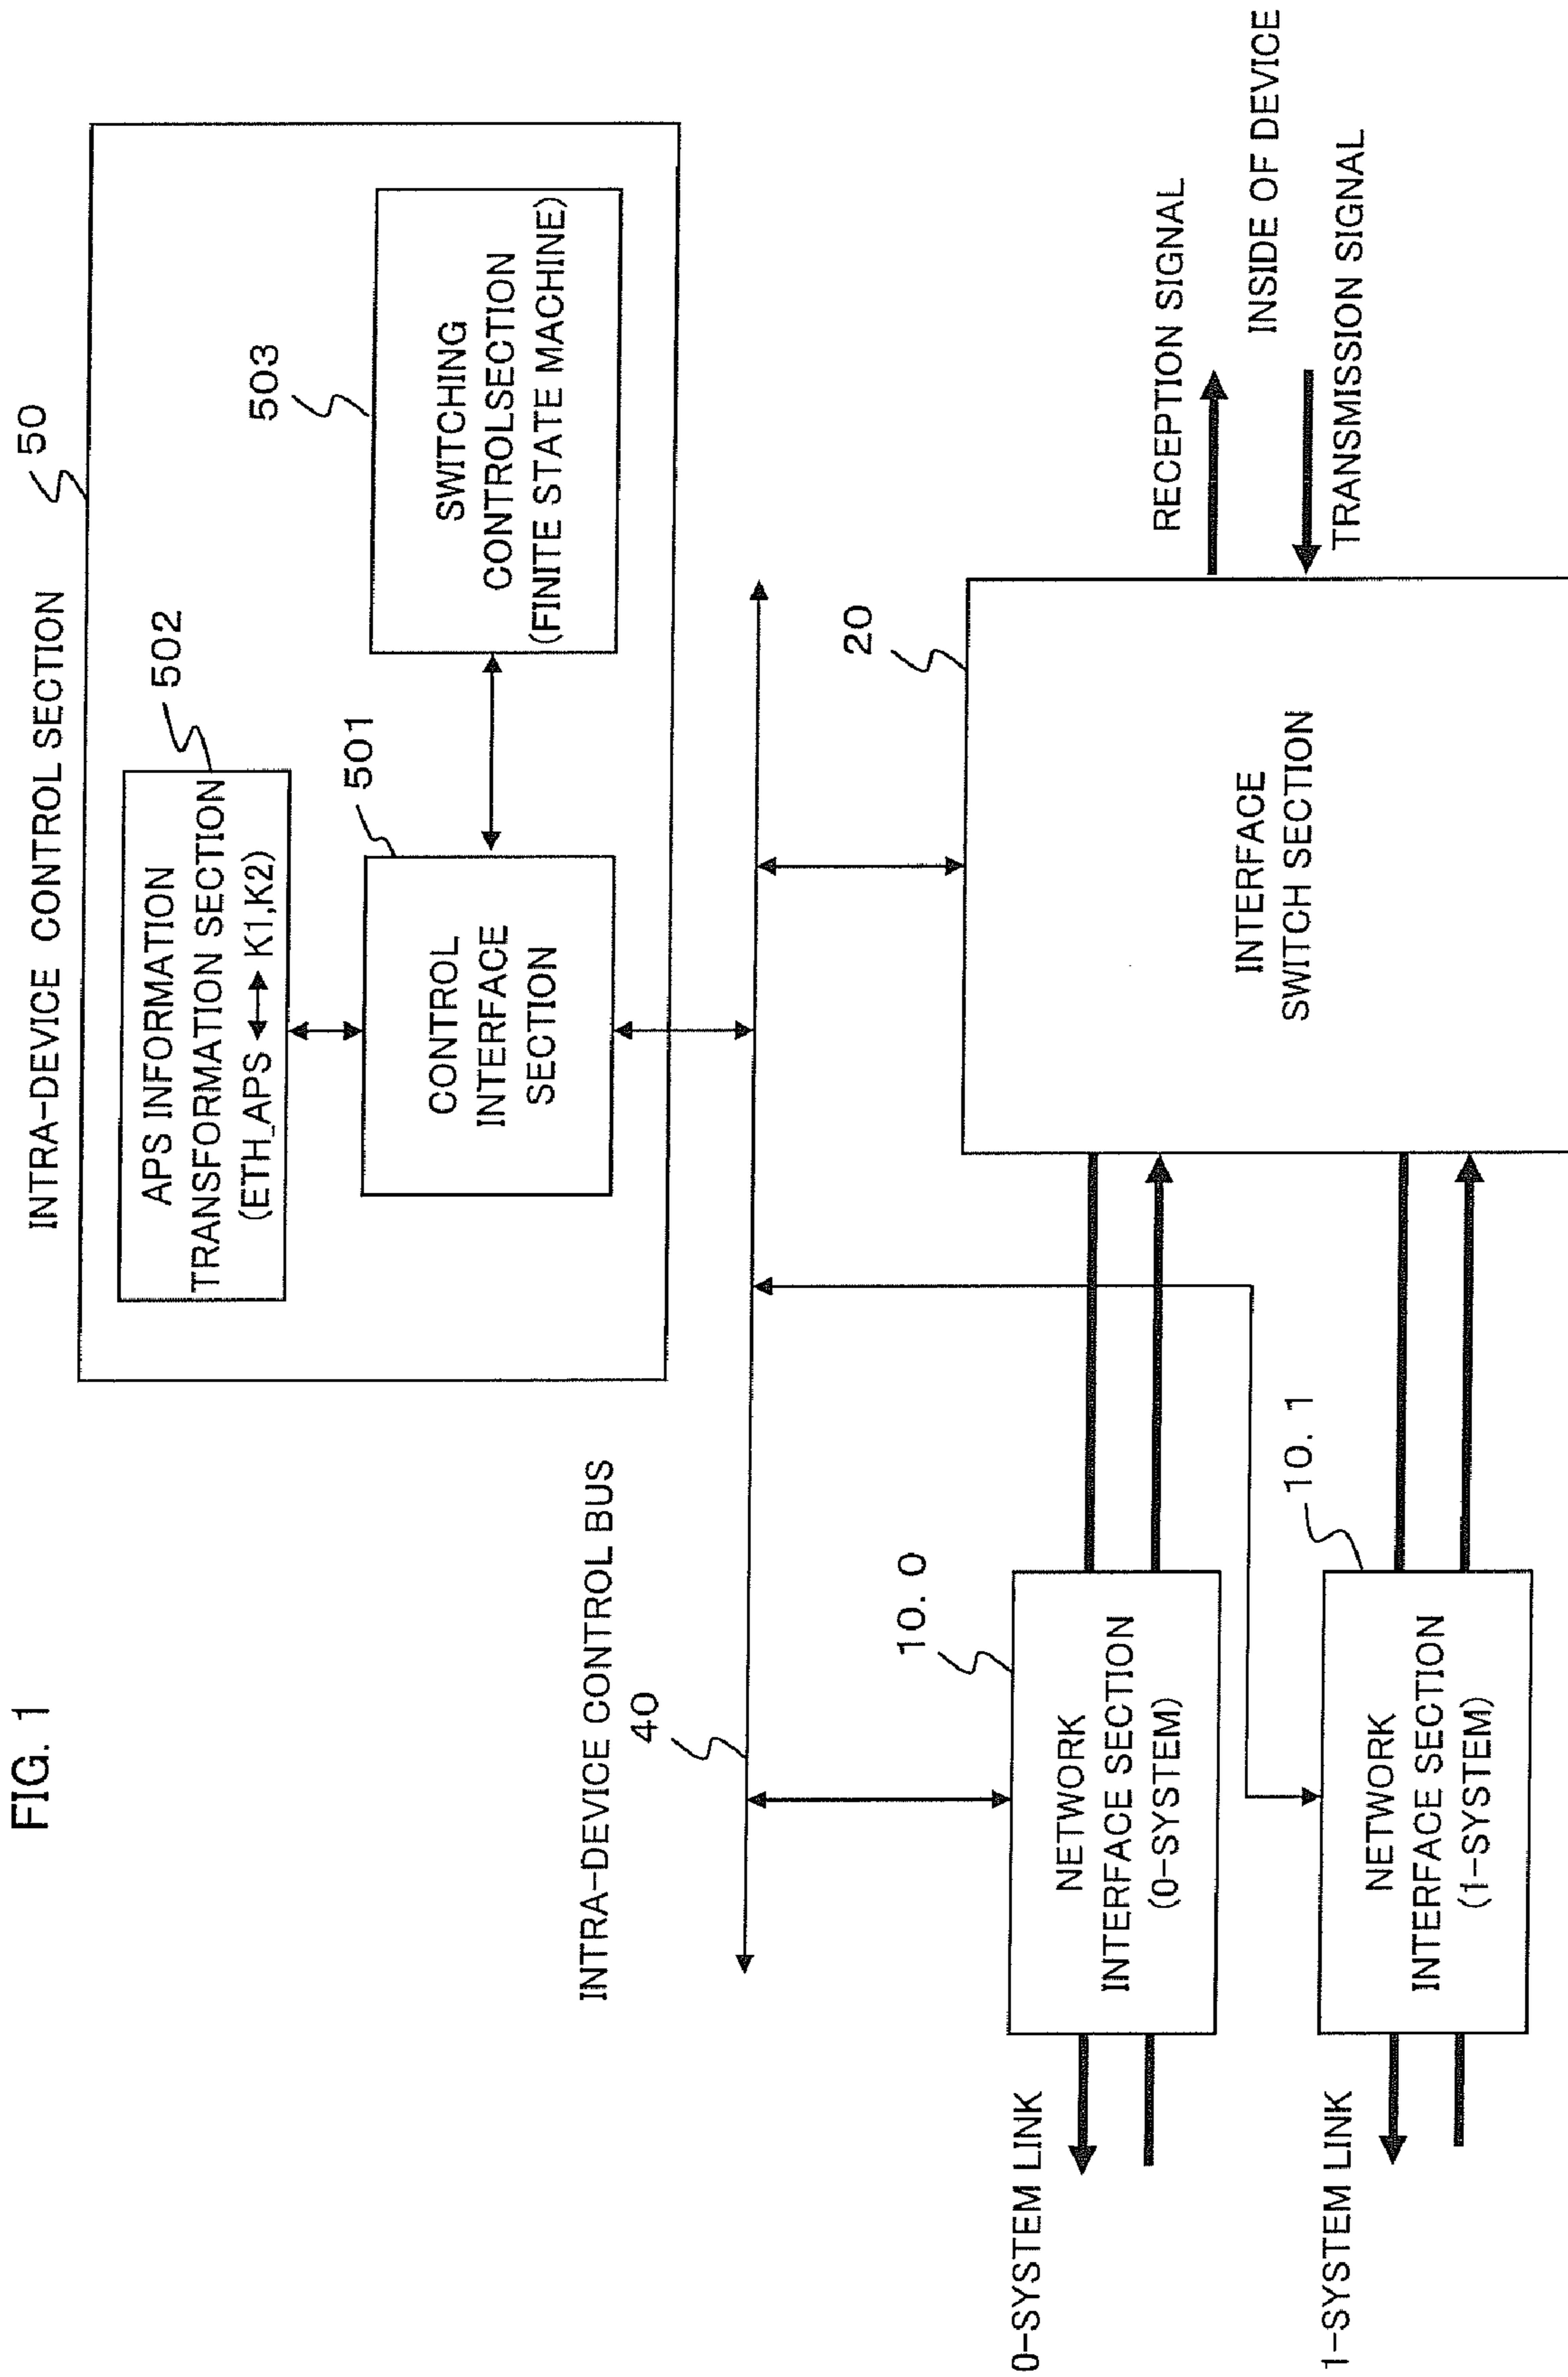 FIG. 1
INTRA-DEVICE CONTROL SECTION
50
APS INFORMATION
TRANSFORMATION SECTION
(ETH_APS ↔ K1,K2)
502
503
SWITCHING
CONTROLSECTION
(FINITE STATE MACHINE)
501
CONTROL
INTERFACE
SECTION
INTRA-DEVICE CONTROL BUS
40
20
INTERFACE
SWITCH SECTION
RECEPTION SIGNAL
INSIDE OF DEVICE
TRANSMISSION SIGNAL
10. 0
NETWORK
INTERFACE SECTION
(0-SYSTEM)
0-SYSTEM LINK
10. 1
NETWORK
INTERFACE SECTION
(1-SYSTEM)
1-SYSTEM LINK